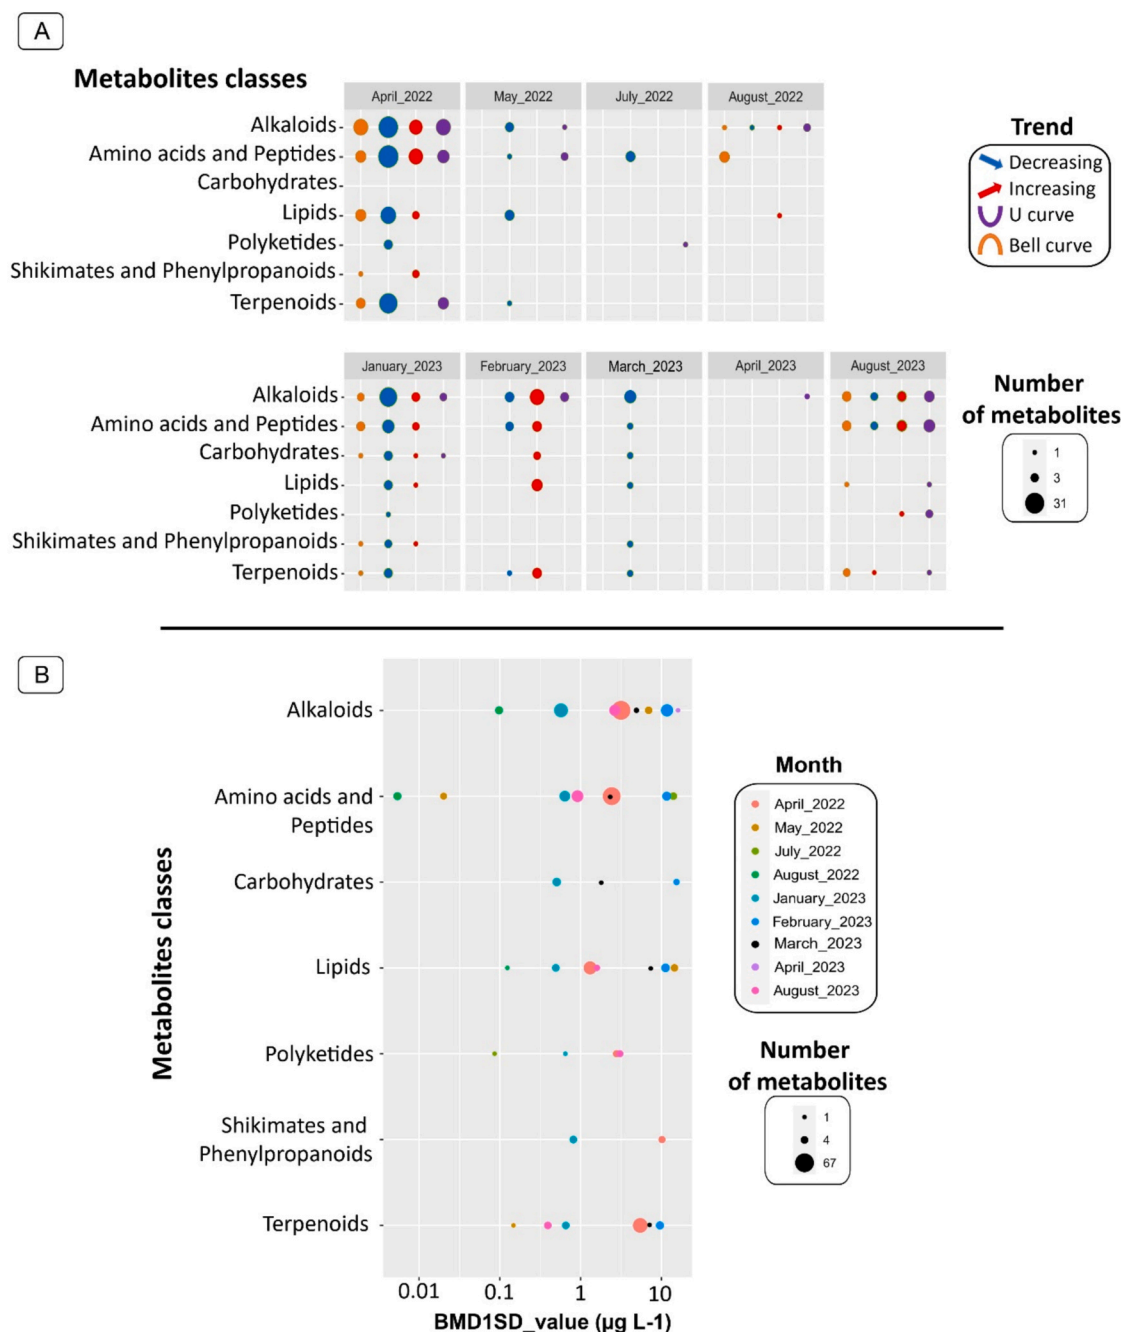 A
Metabolites classes
April_2022 May_2022 July_2022 August_2022
Alkaloids
Amino acids and Peptides
Carbohydrates
Lipids
Polyketides
Shikimates and Phenylpropanoids
Terpenoids
Trend
Decreasing
Increasing
U curve
Bell curve
January_2023 February_2023 March_2023 April_2023 August_2023
Alkaloids
Amino acids and Peptides
Carbohydrates
Lipids
Polyketides
Shikimates and Phenylpropanoids
Terpenoids
Number
of metabolites
1
3
31
B
Metabolites classes
Alkaloids
Amino acids and
Peptides
Carbohydrates
Lipids
Polyketides
Shikimates and
Phenylpropanoids
Terpenoids
0.01 0.1 1 10
BMD1SD_value (µg L-1)
Month
April_2022
May_2022
July_2022
August_2022
January_2023
February_2023
March_2023
April_2023
August_2023
Number
of metabolites
1
4
67